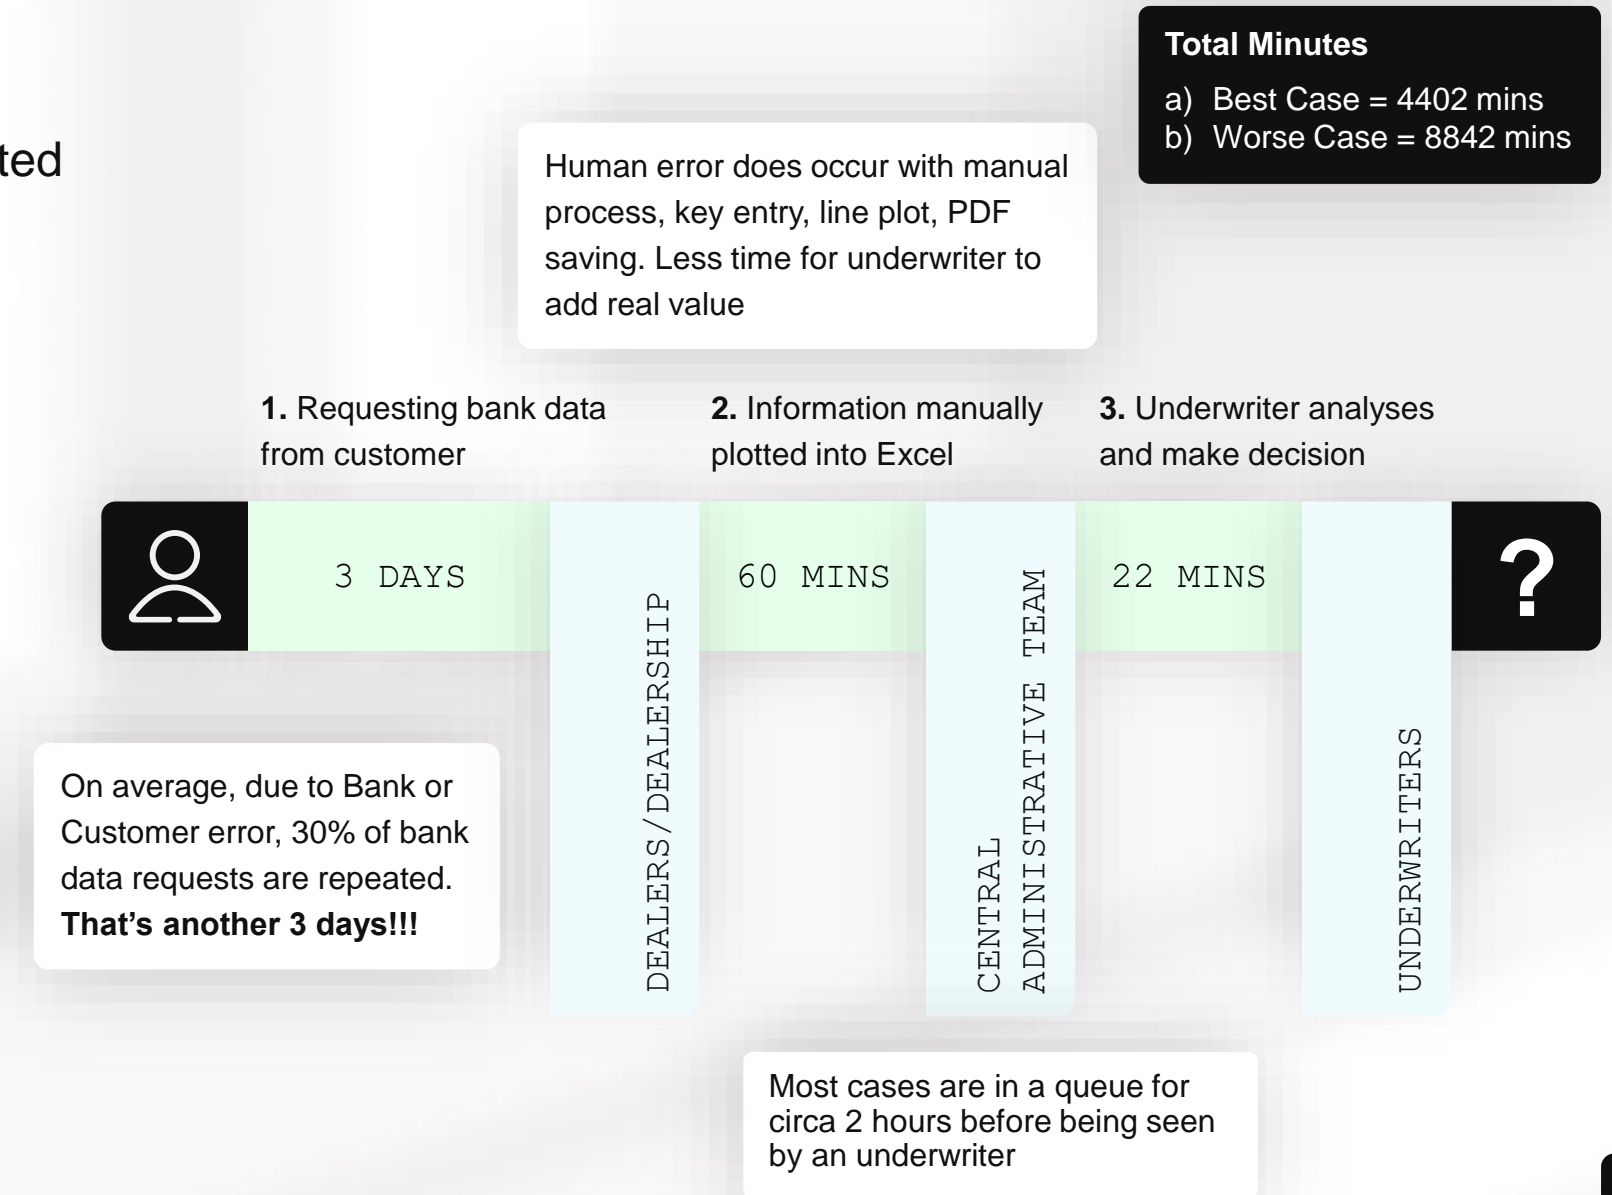 Total Minutes
a) Best Case = 4402 mins
b) Worse Case = 8842 mins
ted
Human error does occur with manual
process, key entry, line plot, PDF
saving. Less time for underwriter to
add real value
1. Requesting bank data
from customer
2. Information manually
plotted into Excel
3. Underwriter analyses
and make decision
3 DAYS
DEALERS/DEALERSHIP
60 MINS
CENTRAL
ADMINISTRATIVE TEAM
22 MINS
UNDERWRITERS
?
On average, due to Bank or
Customer error, 30% of bank
data requests are repeated.
That’s another 3 days!!!
Most cases are in a queue for
circa 2 hours before being seen
by an underwriter